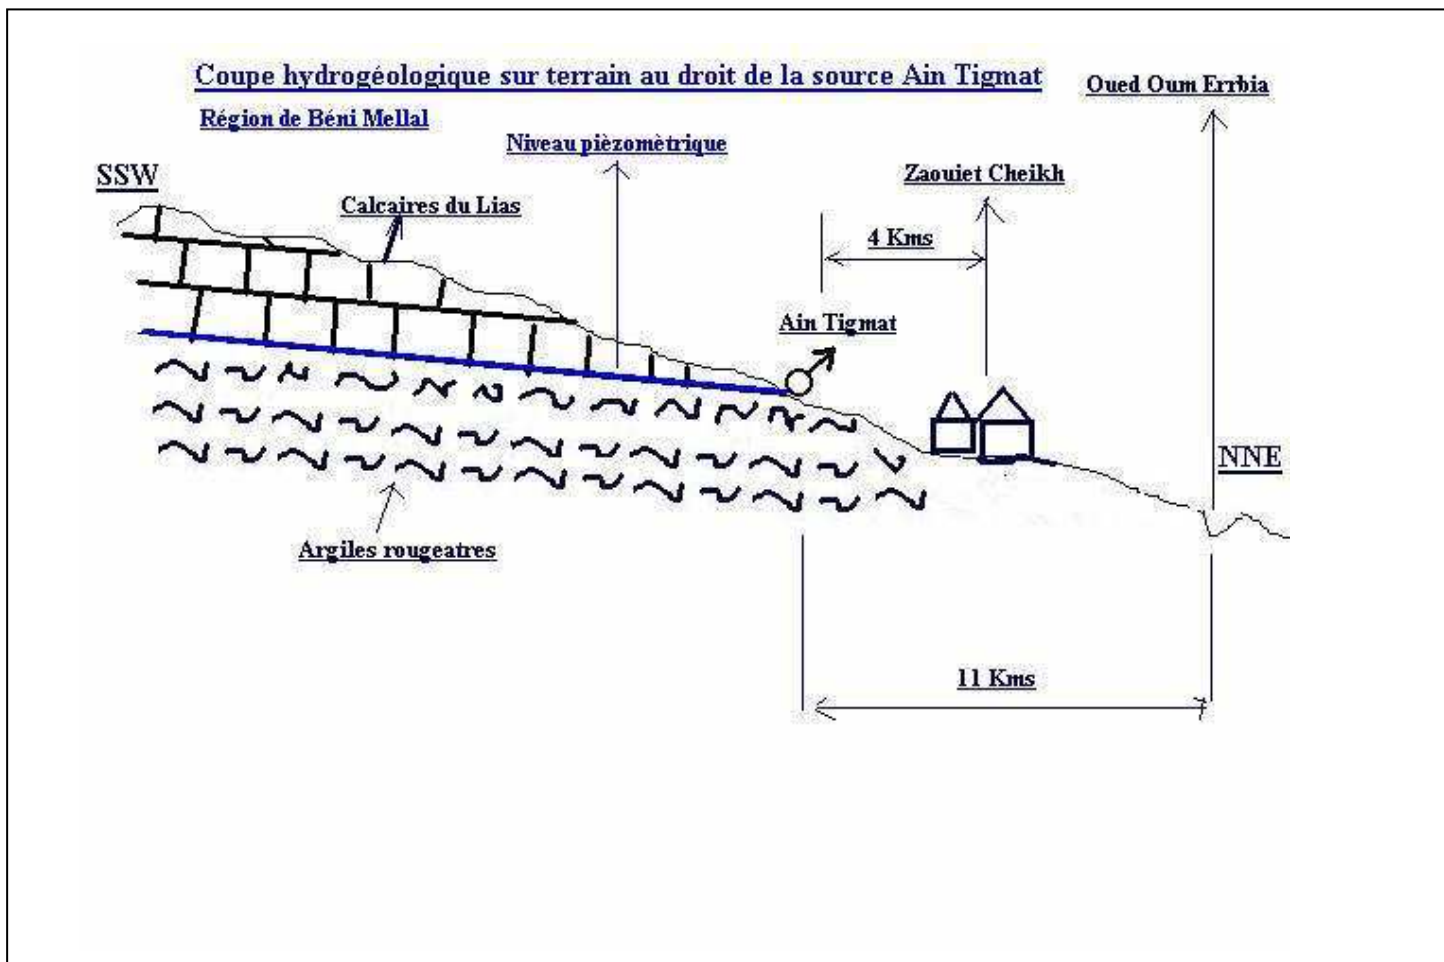 Coupe hydrogéologique sur terrain au droit de la source Ain Tigmat
Oued Oum Errbia
Région de Béni Mellal
Niveau pièzomètrique
SSW
Zaouiet Cheikh
Calcaires du Lias
4 Kms
Ain Tigmat
NNE
Argiles rougeatres
11 Kms